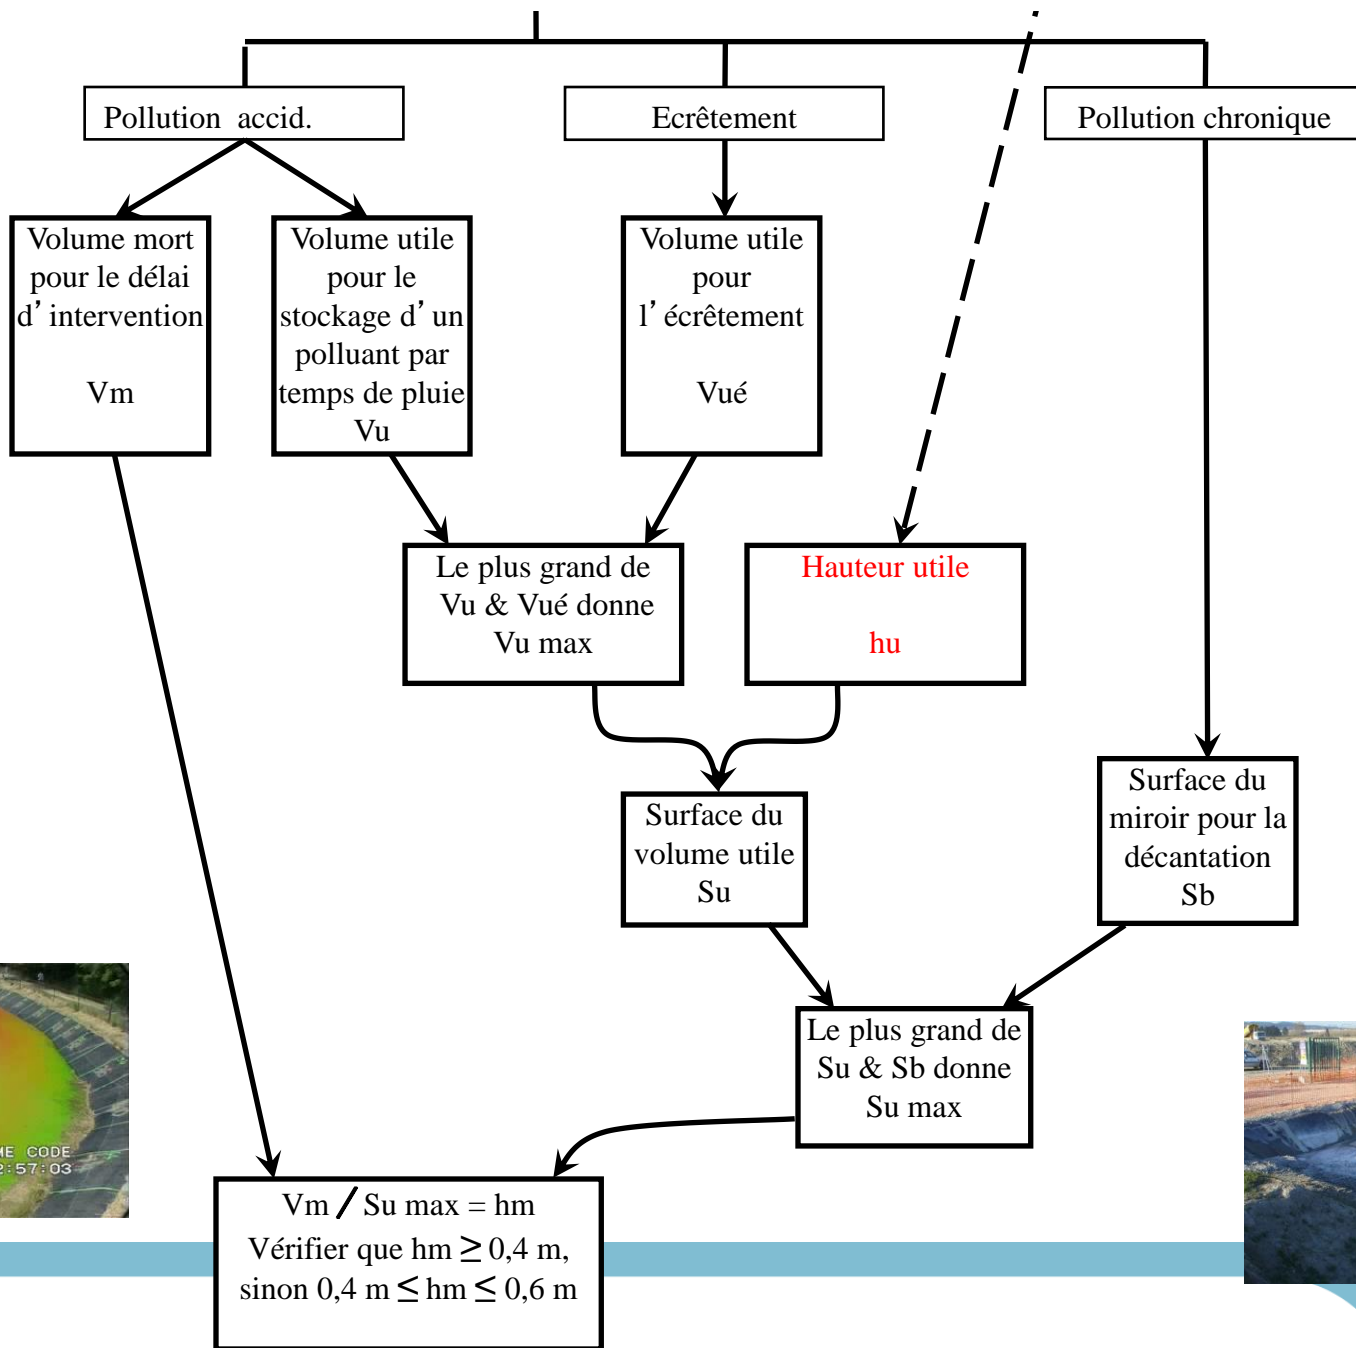 Pollution accid.
Ecrêtement
Pollution chronique
Volume mort
pour le délai
d’intervention
Vm
Volume utile
pour le
stockage d’un
polluant par
temps de pluie
Vu
Volume utile
pour
l’écrêtement
Vué
Le plus grand de
Vu & Vué donne
Vu max
Hauteur utile
hu
Surface du
volume utile
Su
Surface du
miroir pour la
décantation
Sb
Le plus grand de
Su & Sb donne
Su max
Vm / Su max = hm
Vérifier que hm ≥ 0,4 m,
sinon 0,4 m ≤ hm ≤ 0,6 m
CODE
:57:03